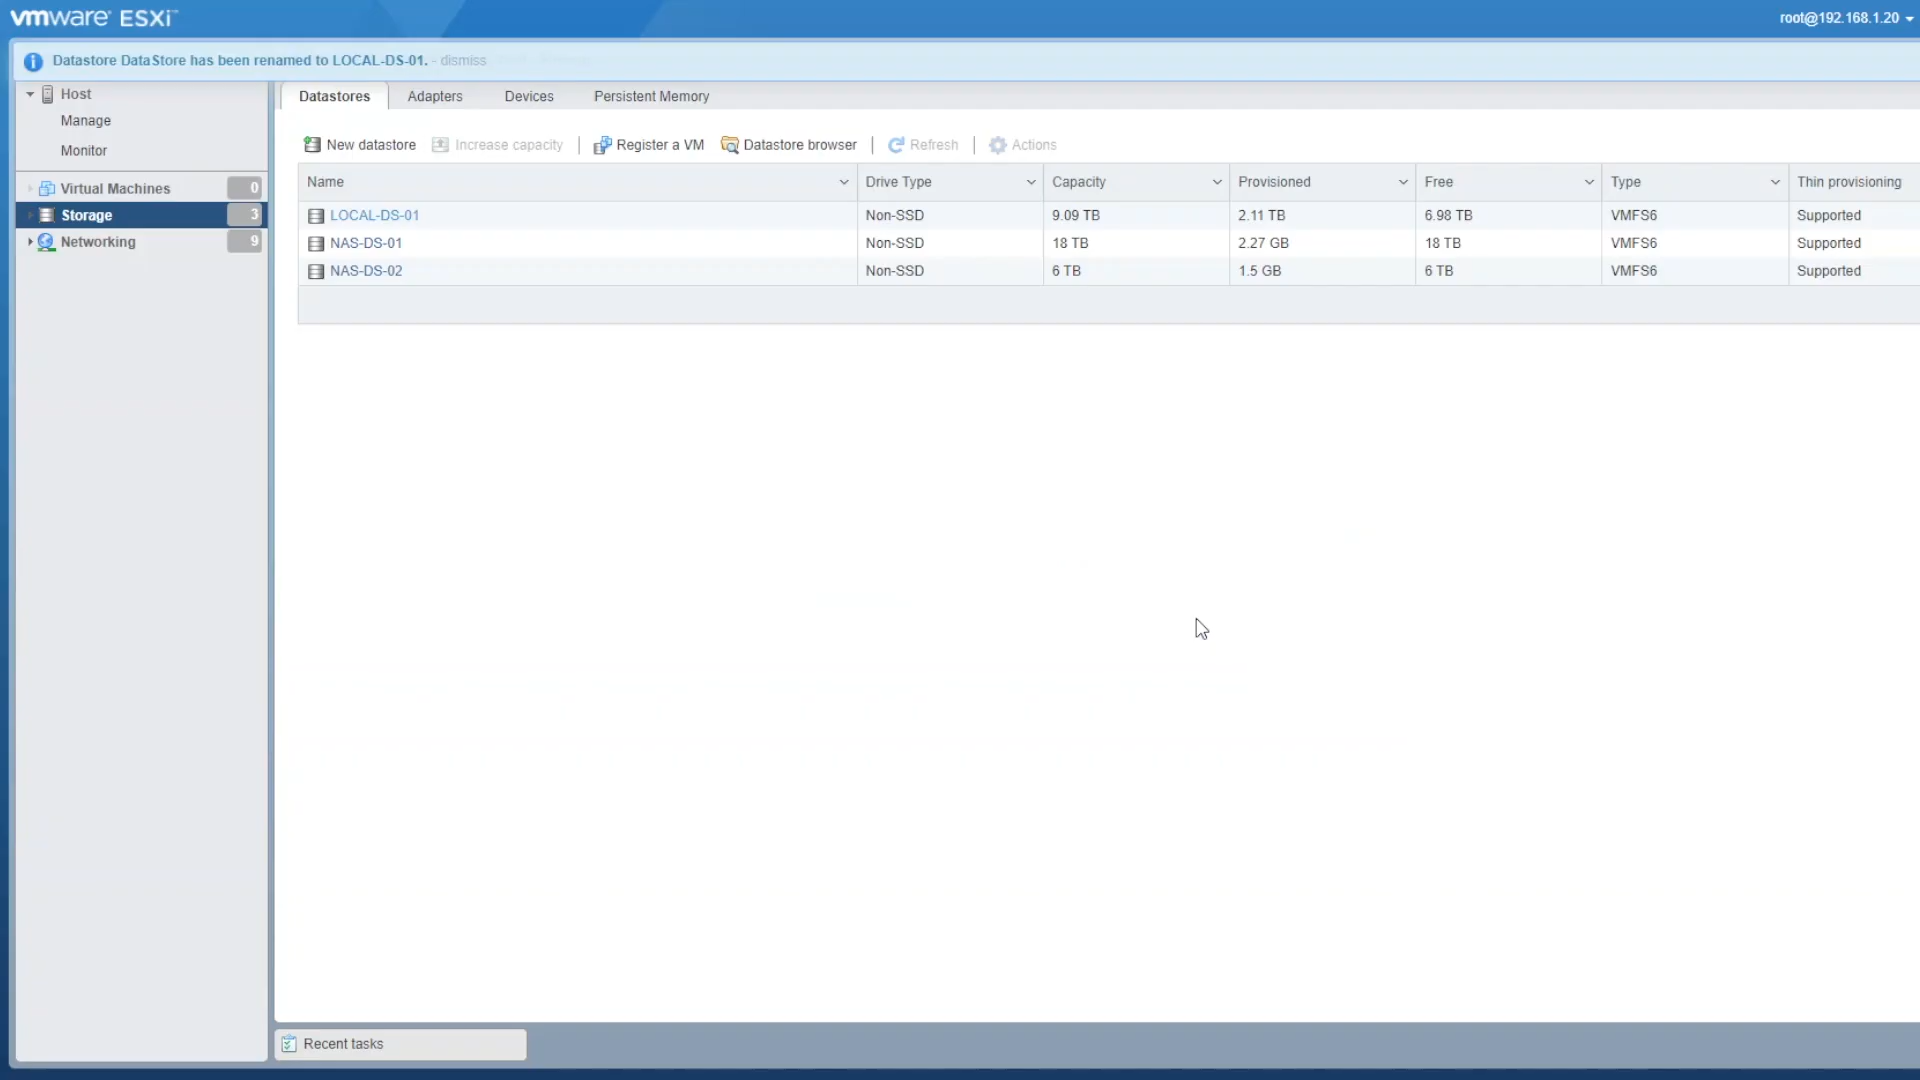 vmware ESXi™
root@192.168.1.20
Datastore DataStore has been renamed to LOCAL-DS-01. - dismiss
Host
Manage
Monitor
Virtual Machines 0
Storage 3
Networking 9
Datastores Adapters Devices Persistent Memory
New datastore Increase capacity | Register a VM Datastore browser | Refresh | Actions
Name Drive Type Capacity Provisioned Free Type Thin provisioning
LOCAL-DS-01 Non-SSD 9.09 TB 2.11 TB 6.98 TB VMFS6 Supported
NAS-DS-01 Non-SSD 18 TB 2.27 GB 18 TB VMFS6 Supported
NAS-DS-02 Non-SSD 6 TB 1.5 GB 6 TB VMFS6 Supported
Recent tasks